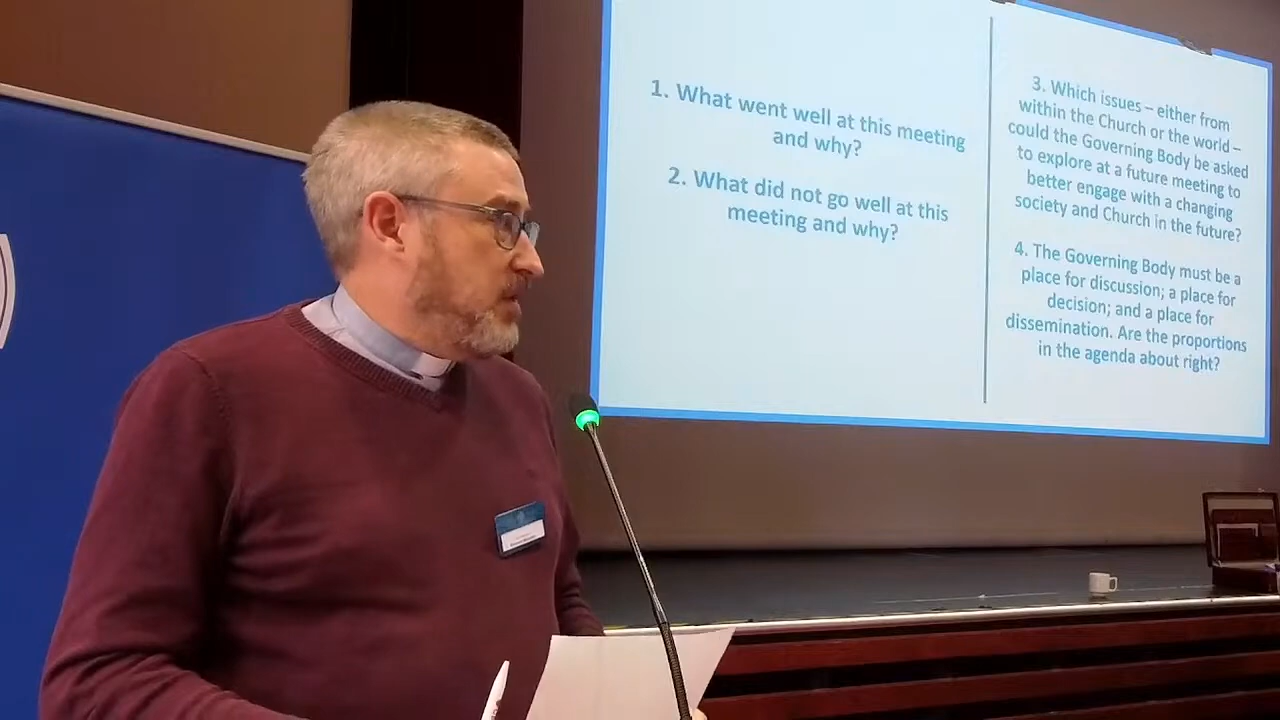 1. What went well at this meeting
and why?
2. What did not go well at this
meeting and why?
3. Which issues – either from
within the Church or the world –
could the Governing Body be asked
to explore at a future meeting to
better engage with a changing
society and Church in the future?
4. The Governing Body must be a
place for discussion; a place for
decision; and a place for
dissemination. Are the proportions
in the agenda about right?